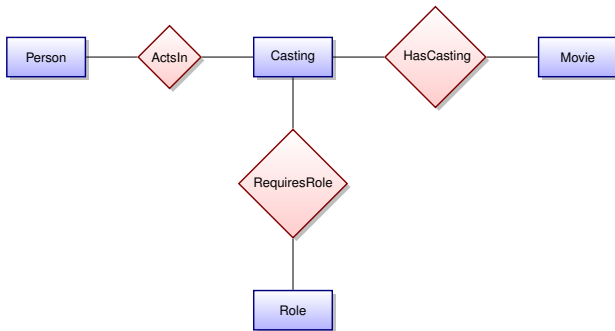 Person
ActsIn
Casting
HasCasting
Movie
RequiresRole
Role